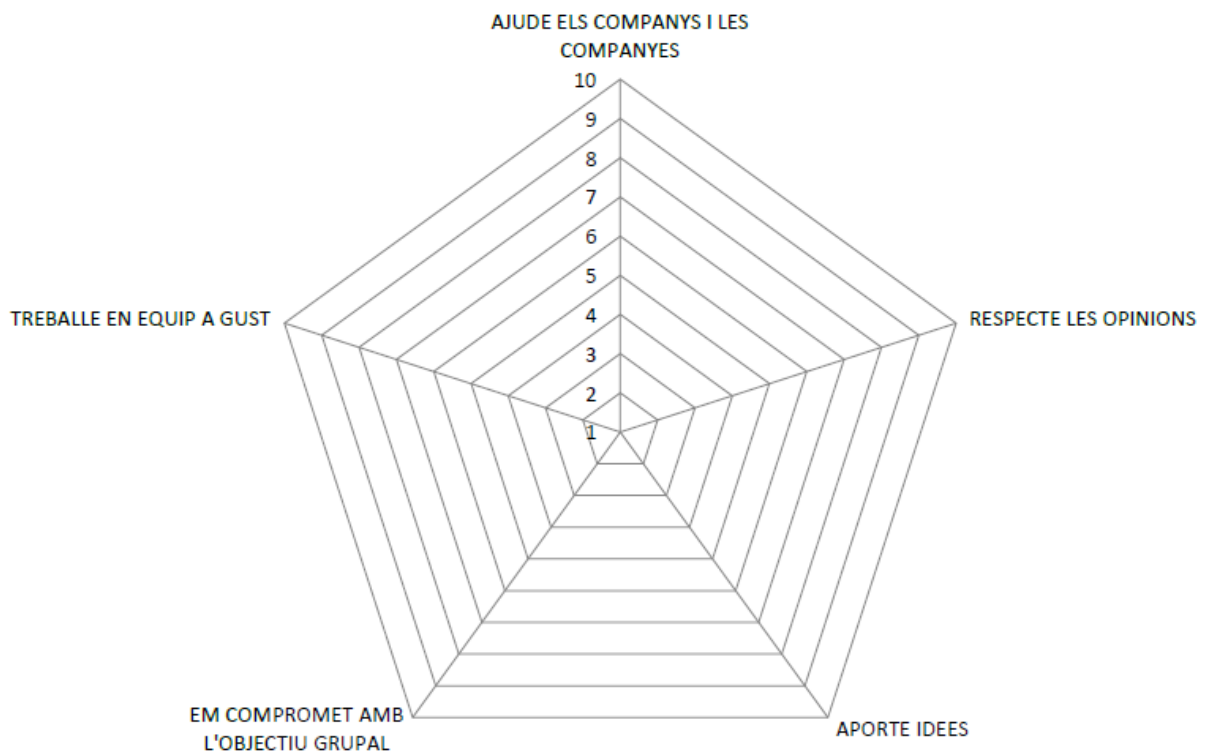 AJUDE ELS COMPANYS I LES
COMPANYES
10
9
8
7
6
5
4
3
2
1
TREBALLE EN EQUIP A GUST
RESPECTE LES OPINIONS
EM COMPROMET AMB
L'OBJECTIU GRUPAL
APORTE IDEES